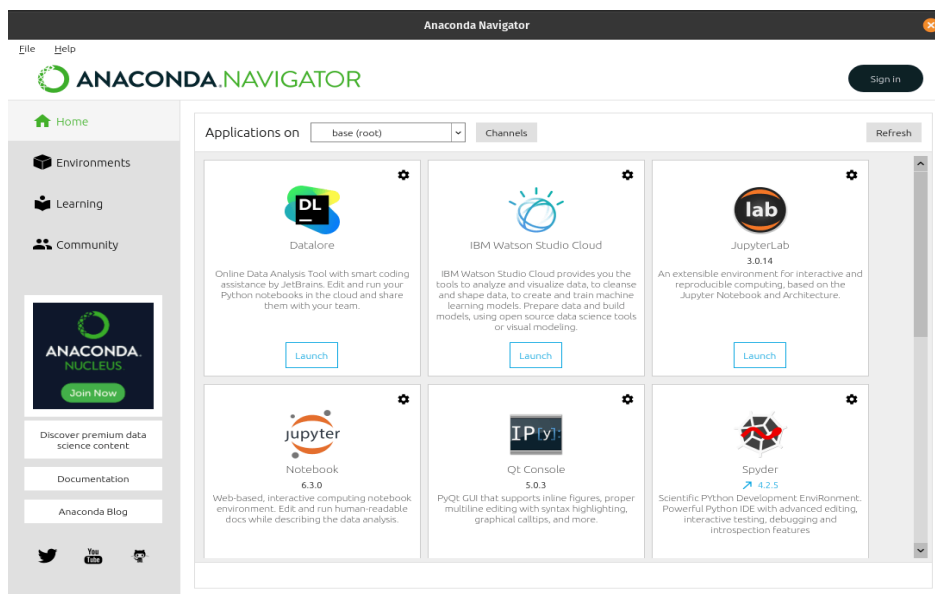 Anaconda Navigator
File Help
ANACONDA.NAVIGATOR
Sign in
Home
Environments
Learning
Community
ANACONDA.
NUCLEUS
Join Now
Discover premium data
science content
Documentation
Anaconda Blog
You
Tube
Applications on base (root) Channels Refresh
DL
Datalore
Online Data Analysis Tool with smart coding
assistance by JetBrains. Edit and run your
Python notebooks in the cloud and share
them with your team.
Launch
IBM Watson Studio Cloud
IBM Watson Studio Cloud provides you the
tools to analyze and visualize data, to cleanse
and shape data, to create and train machine
learning models. Prepare data and build
models, using open source data science tools
or visual modeling.
Launch
lab
JupyterLab
3.0.14
An extensible environment for interactive and
reproducible computing, based on the
Jupyter Notebook and Architecture.
Launch
jupyter
Notebook
6.3.0
Web-based, interactive computing notebook
environment. Edit and run human-readable
docs while describing the data analysis.
IP[y]:
Qt Console
5.0.3
PyQt GUI that supports inline figures, proper
multiline editing with syntax highlighting,
graphical calltips, and more.
Spyder
4.2.5
Scientific PYthon Development EnviRonment.
Powerful Python IDE with advanced editing,
interactive testing, debugging and
introspection features